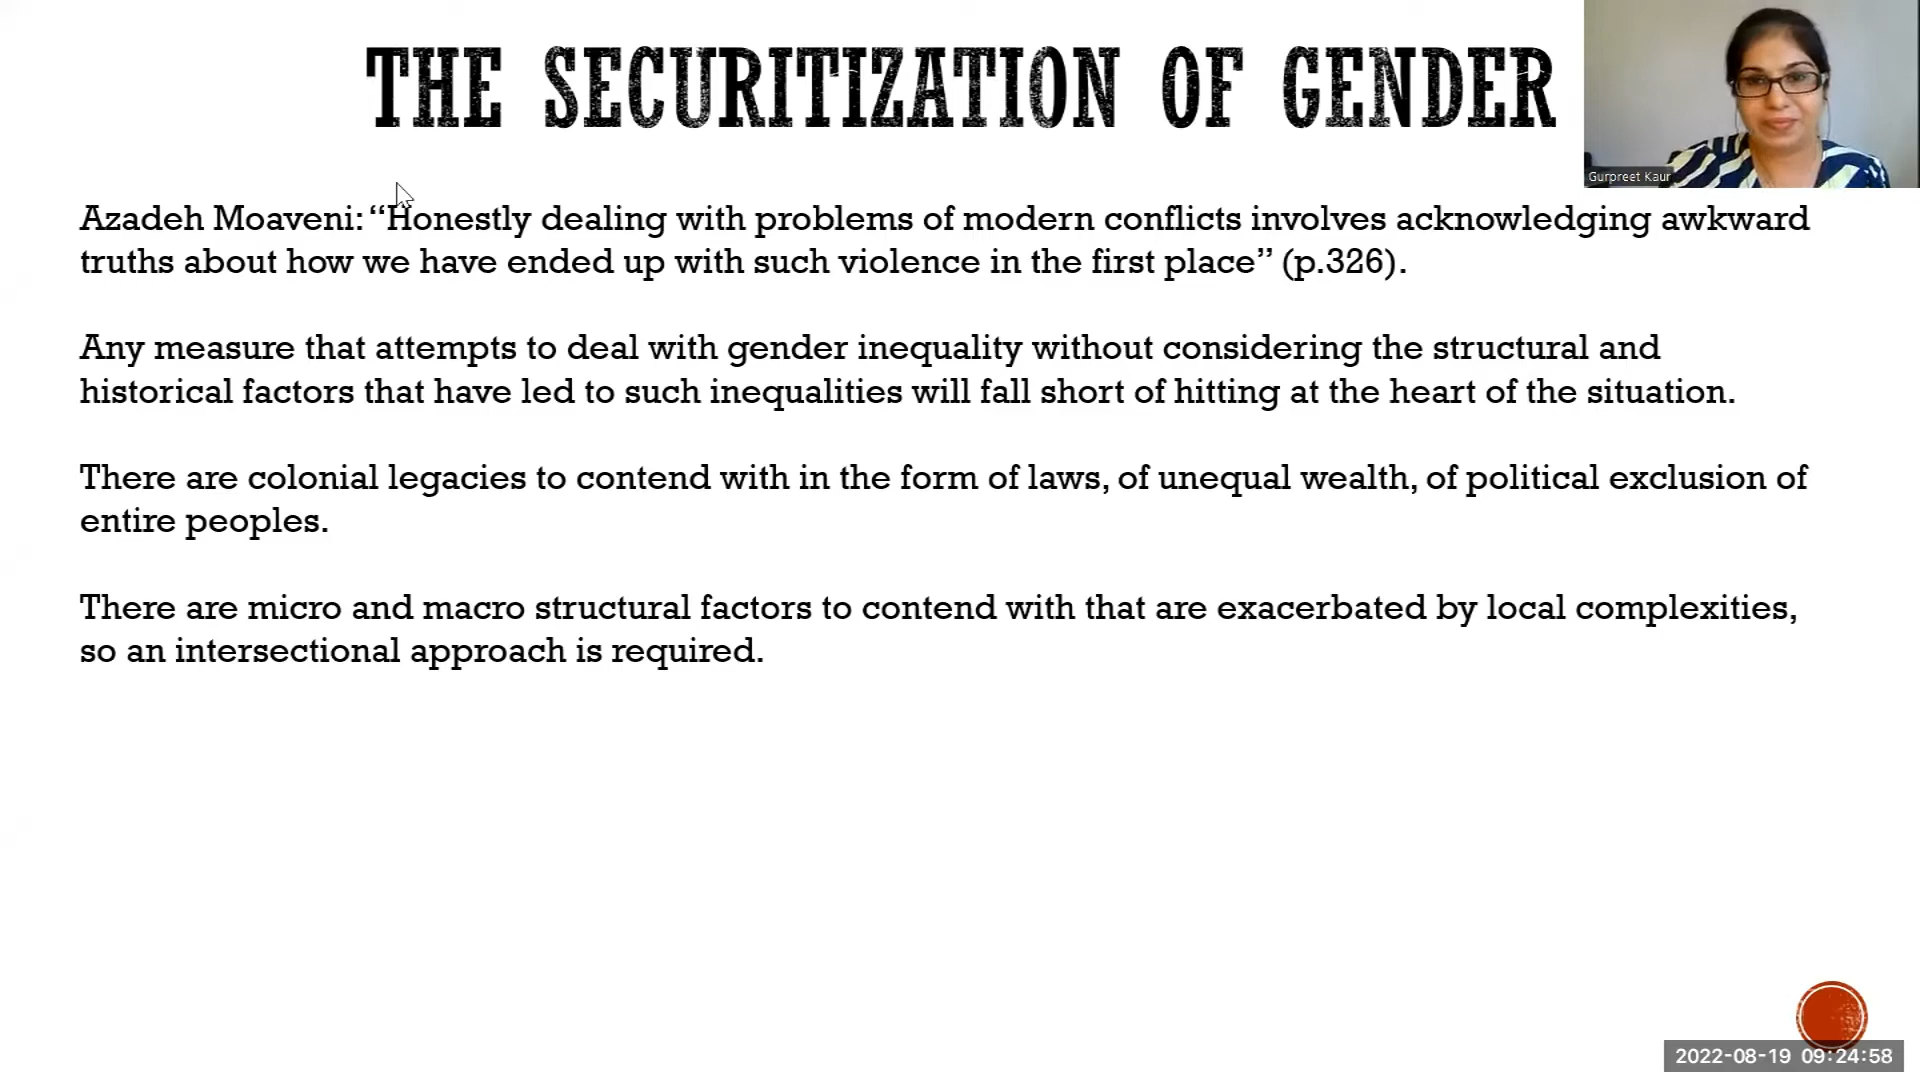 THE SECURITIZATION OF GENDER
Gurpreet Kaur
Azadeh Moaveni: “Honestly dealing with problems of modern conflicts involves acknowledging awkward
truths about how we have ended up with such violence in the first place” (p.326).
Any measure that attempts to deal with gender inequality without considering the structural and
historical factors that have led to such inequalities will fall short of hitting at the heart of the situation.
There are colonial legacies to contend with in the form of laws, of unequal wealth, of political exclusion of
entire peoples.
There are micro and macro structural factors to contend with that are exacerbated by local complexities,
so an intersectional approach is required.
2022-08-19 09:24:58